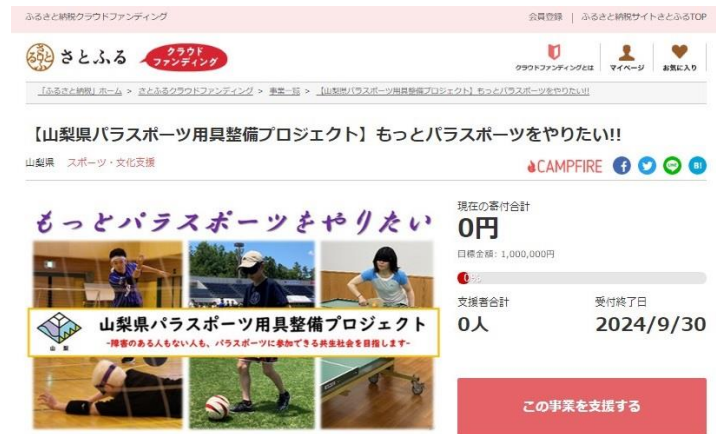 ふるさと納税クラウドファンディング
会員登録 | ふるさと納税サイトさとふるTOP
さとふる クラウドファンディング
クラウドファンディングとは マイページ お気に入り
「ふるさと納税」ホーム > さとふるクラウドファンディング > 事業一覧 > 【山梨県パラスポーツ用具整備プロジェクト】もっとパラスポーツをやりたい!!
【山梨県パラスポーツ用具整備プロジェクト】もっとパラスポーツをやりたい!!
山梨県 スポーツ・文化支援
CAMPFIRE
もっとパラスポーツをやりたい
山梨県パラスポーツ用具整備プロジェクト
-障害のある人もない人も、パラスポーツに参加できる共生社会を目指します-
山梨
現在の寄付合計
0円
目標金額: 1,000,000円
0%
支援者合計
0人
受付終了日
2024/9/30
この事業を支援する